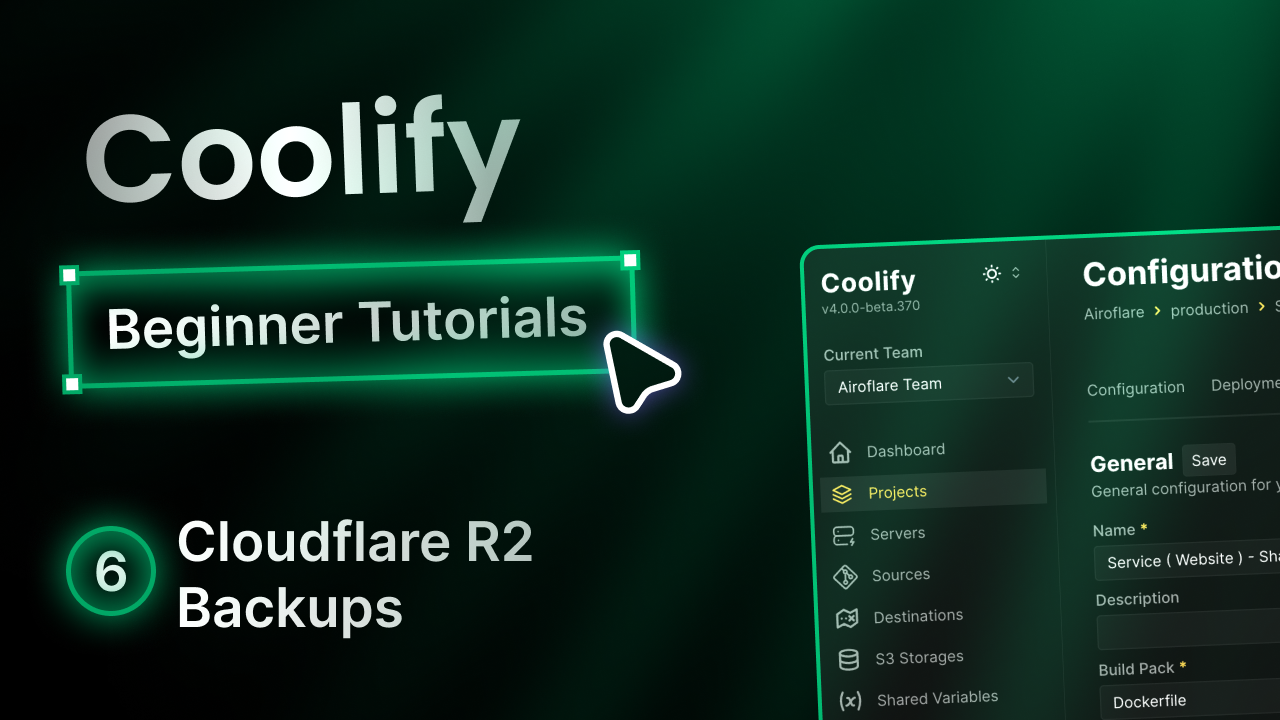 Coolify
Beginner Tutorials
6
Cloudflare R2
Backups
Coolify
v4.0.0-beta.370
Current Team
Airoflare Team
Dashboard
Projects
Servers
Sources
Destinations
S3 Storages
Shared Variables
Configuratio
Airoflare > production > S
Configuration Deployme
General Save
General configuration for y
Name *
Service ( Website ) - Sha
Description
Build Pack *
Dockerfile